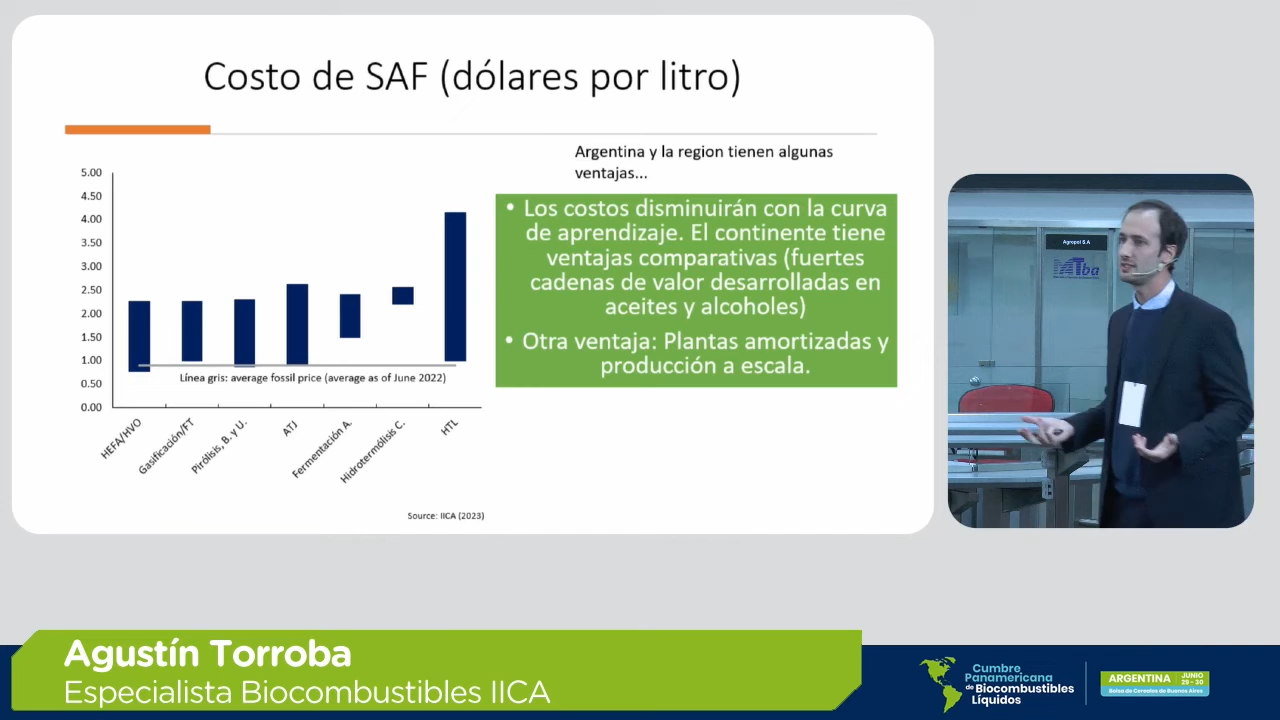 Costo de SAF (dólares por litro)
Argentina y la region tienen algunas
ventajas...
5.00
4.50
4.00
3.50
3.00
2.50
2.00
1.50
1.00
0.50
0.00
Línea gris: average fossil price (average as of June 2022)
HEFA/HVO
Gasificación/FT
Pirólisis, B. y U.
ATJ
Fermentación A.
Hidrotermólisis C.
HTL
Source: IICA (2023)
• Los costos disminuirán con la curva
de aprendizaje. El continente tiene
ventajas comparativas (fuertes
cadenas de valor desarrolladas en
aceites y alcoholes)
• Otra ventaja: Plantas amortizadas y
producción a escala.
Agropol S.A
Agustín Torroba
Especialista Biocombustibles IICA
Cumbre
Panamericana
de Biocombustibles
Líquidos
ARGENTINA
JUNIO
29 - 30
Bolsa de Cereales de Buenos Aires